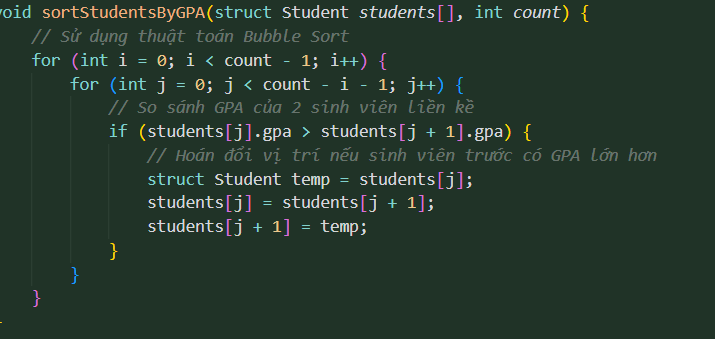 void sortStudentsByGPA(struct Student students[], int count) {
// Sử dụng thuật toán Bubble Sort
for (int i = 0; i < count - 1; i++) {
for (int j = 0; j < count - i - 1; j++) {
// So sánh GPA của 2 sinh viên liền kề
if (students[j].gpa > students[j + 1].gpa) {
// Hoán đổi vị trí nếu sinh viên trước có GPA lớn hơn
struct Student temp = students[j];
students[j] = students[j + 1];
students[j + 1] = temp;
}
}
}